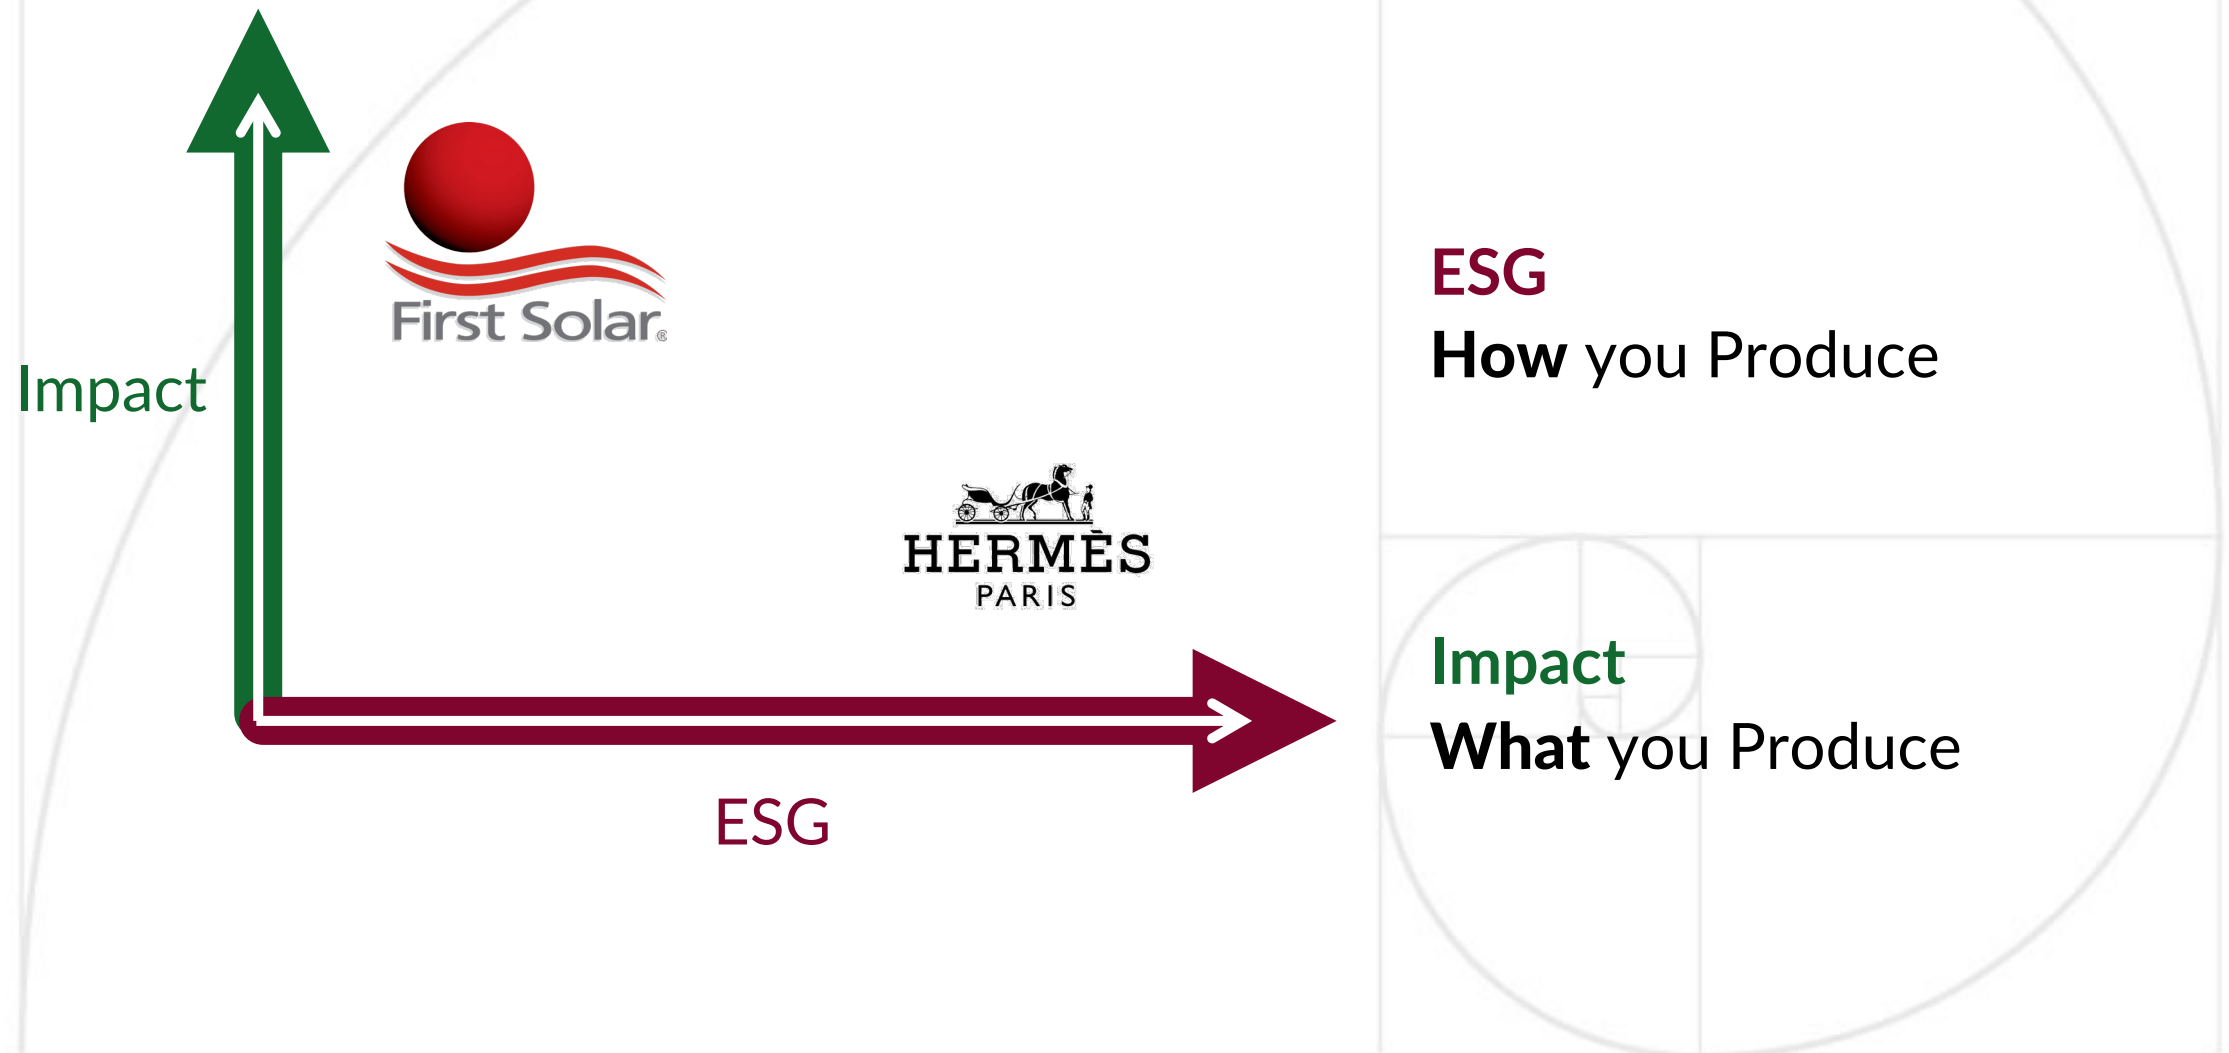 First Solar®
Impact
HERMÈS
PARIS
ESG
ESG
How you Produce
Impact
What you Produce